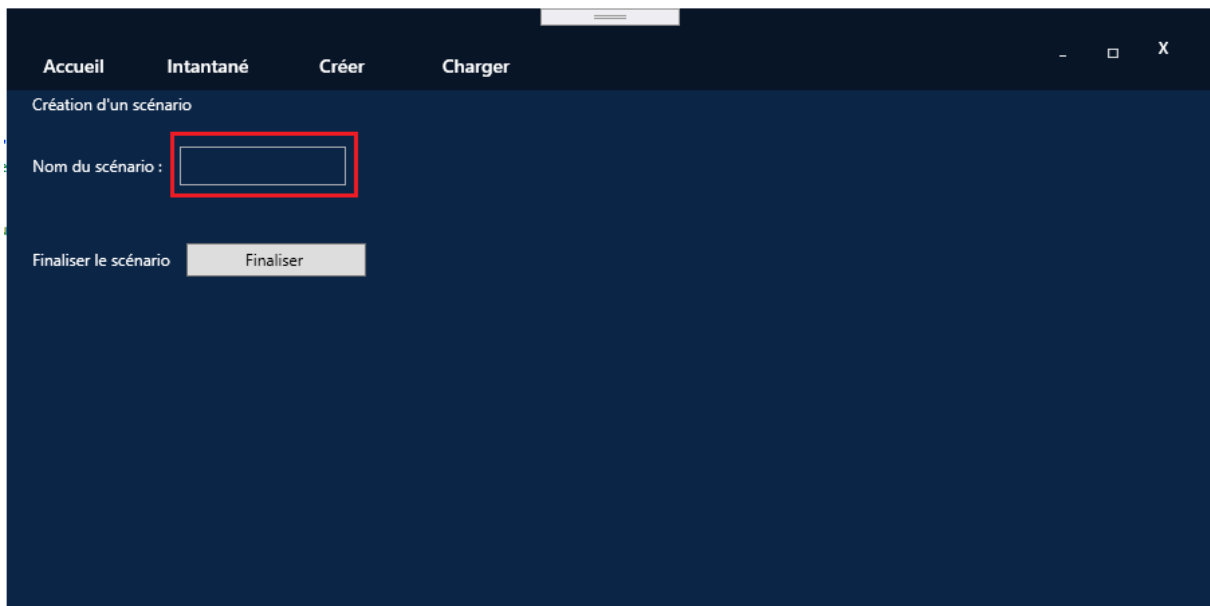 Accueil Intantané Créer Charger X
Création d'un scénario
Nom du scénario :
Finaliser le scénario Finaliser